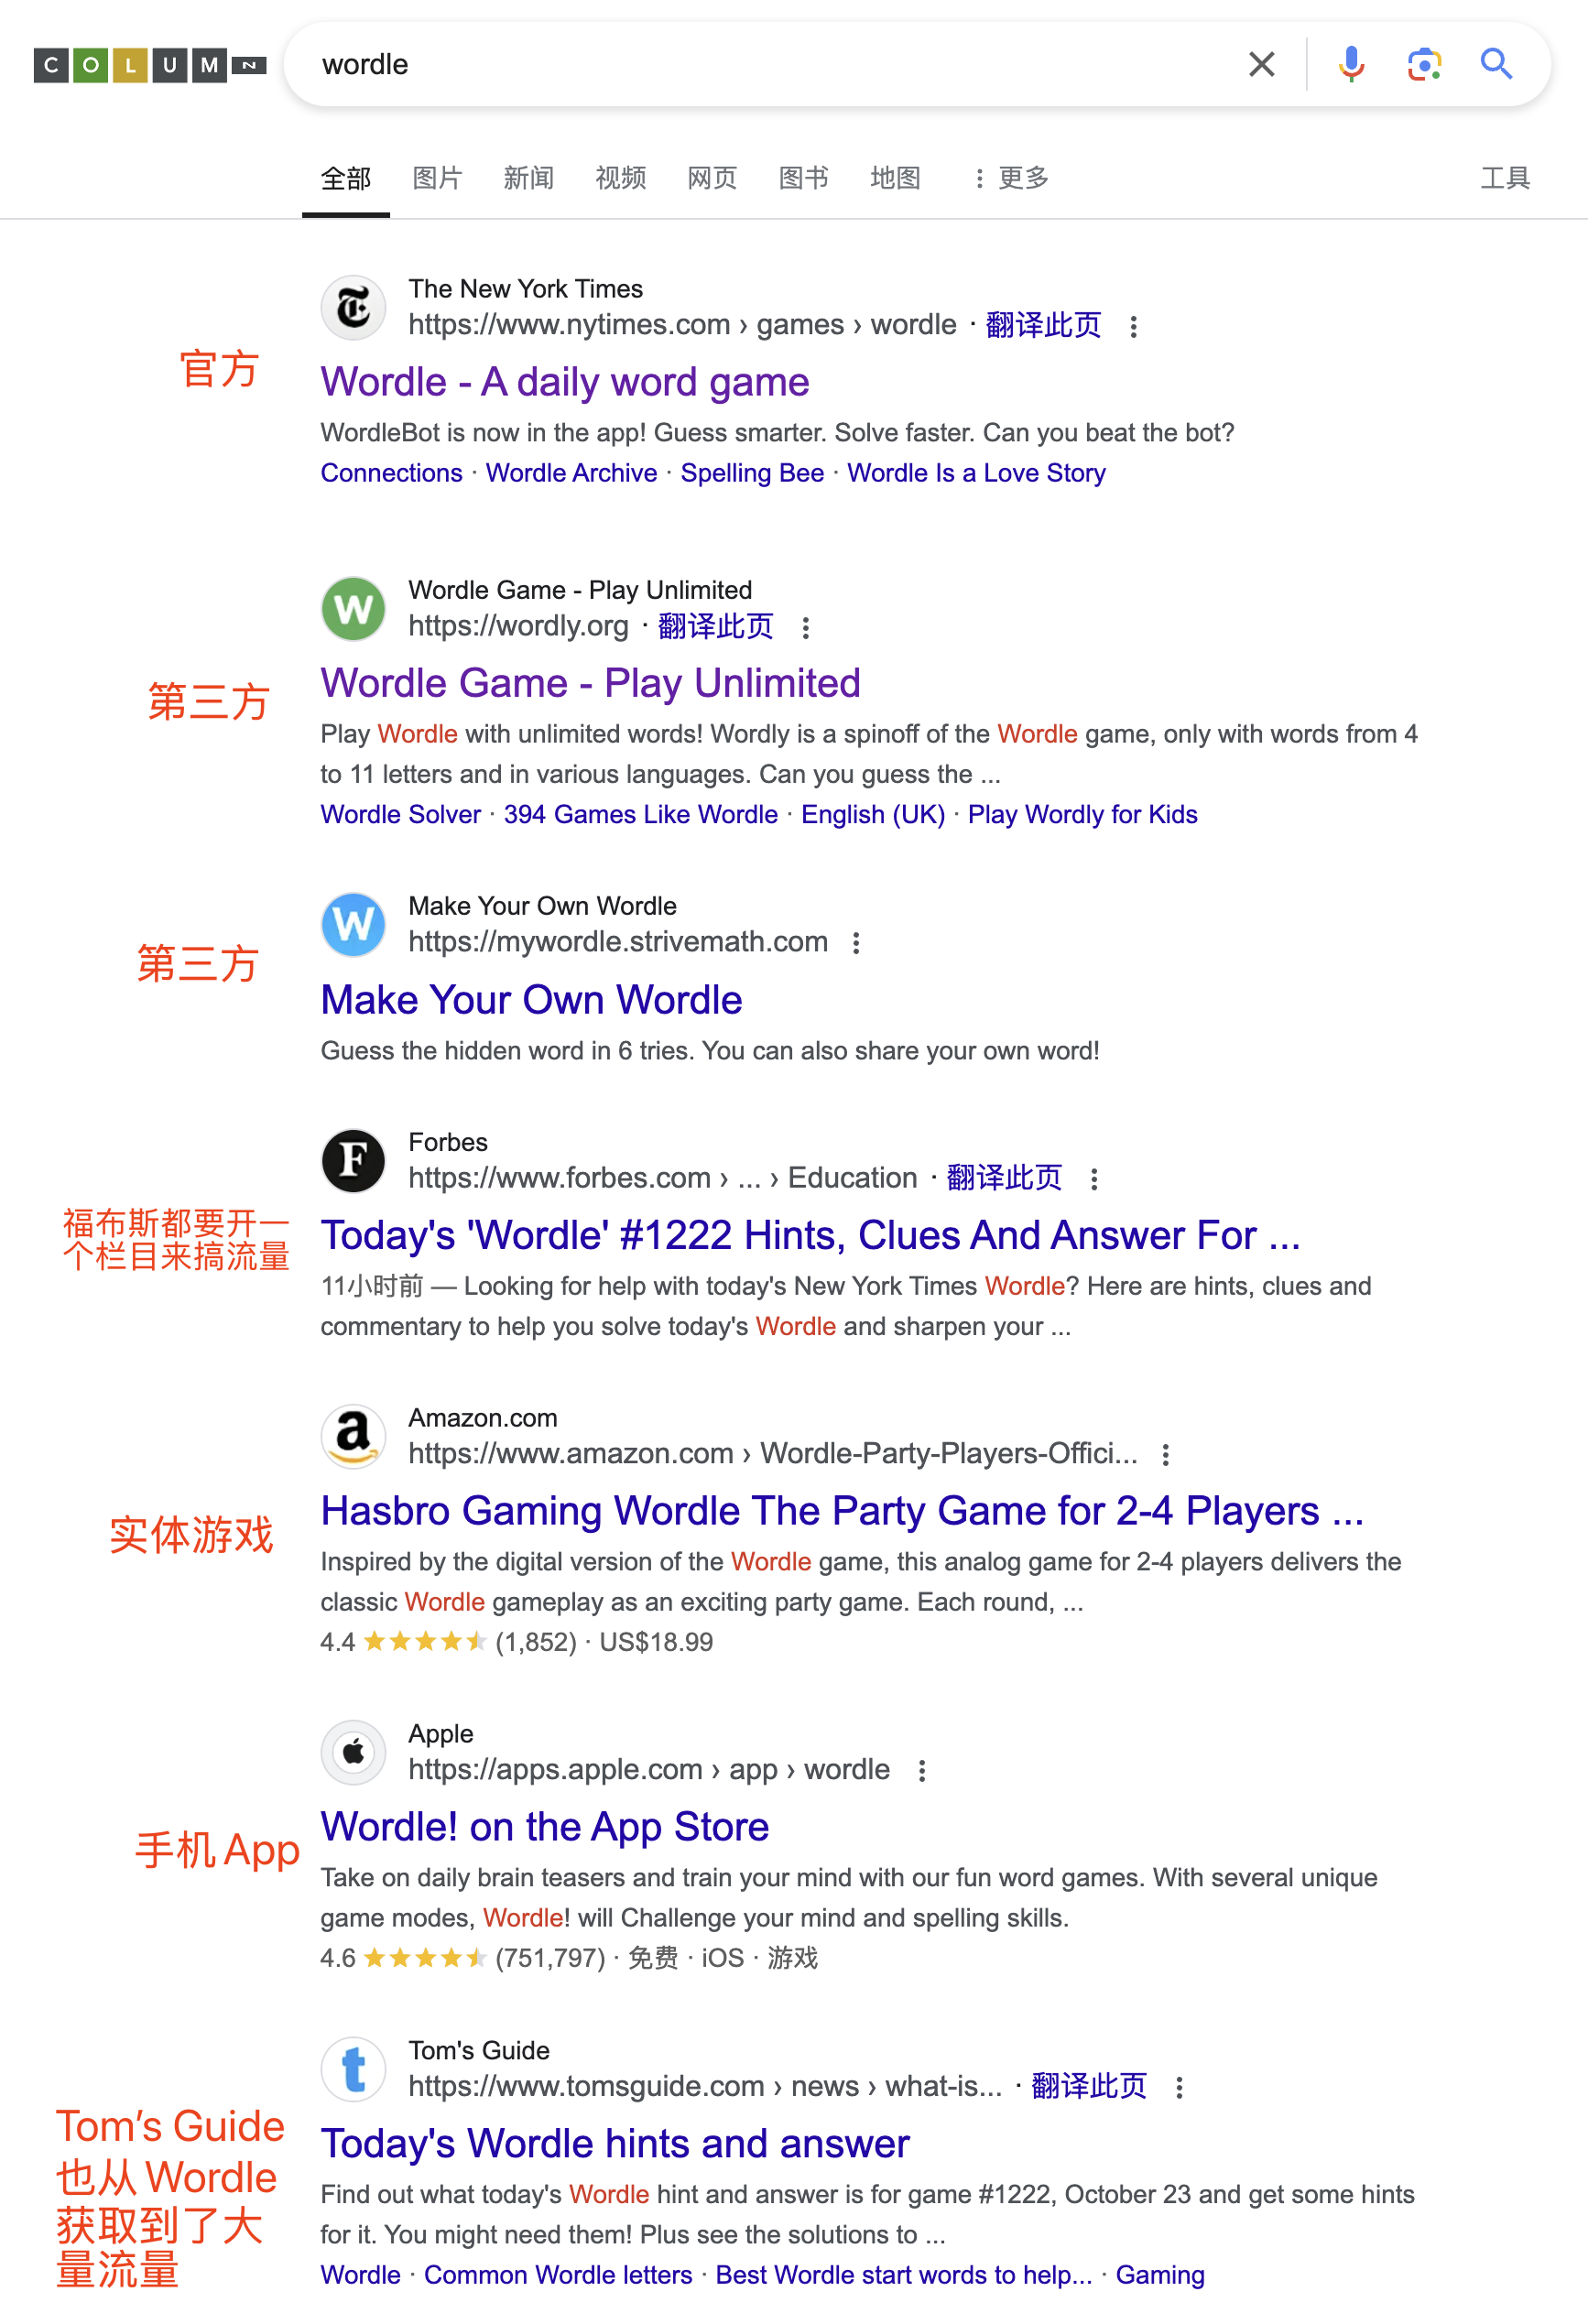 COLUMN
wordle
全部 图片 新闻 视频 网页 图书 地图 更多 工具
The New York Times
https://www.nytimes.com › games › wordle · 翻译此页
官方
Wordle - A daily word game
WordleBot is now in the app! Guess smarter. Solve faster. Can you beat the bot?
Connections · Wordle Archive · Spelling Bee · Wordle Is a Love Story
W
Wordle Game - Play Unlimited
https://wordly.org · 翻译此页
第三方
Wordle Game - Play Unlimited
Play Wordle with unlimited words! Wordly is a spinoff of the Wordle game, only with words from 4
to 11 letters and in various languages. Can you guess the ...
Wordle Solver · 394 Games Like Wordle · English (UK) · Play Wordly for Kids
W
Make Your Own Wordle
https://mywordle.strivemath.com
第三方
Make Your Own Wordle
Guess the hidden word in 6 tries. You can also share your own word!
F
Forbes
https://www.forbes.com › ... › Education · 翻译此页
福布斯都要开一
个栏目来搞流量
Today's 'Wordle' #1222 Hints, Clues And Answer For ...
11小时前 — Looking for help with today's New York Times Wordle? Here are hints, clues and
commentary to help you solve today's Wordle and sharpen your ...
a
Amazon.com
https://www.amazon.com › Wordle-Party-Players-Offici...
实体游戏
Hasbro Gaming Wordle The Party Game for 2-4 Players ...
Inspired by the digital version of the Wordle game, this analog game for 2-4 players delivers the
classic Wordle gameplay as an exciting party game. Each round, ...
4.4 ★★★★★ (1,852) · US$18.99
Apple
https://apps.apple.com › app › wordle
手机 App
Wordle! on the App Store
Take on daily brain teasers and train your mind with our fun word games. With several unique
game modes, Wordle! will Challenge your mind and spelling skills.
4.6 ★★★★★ (751,797) · 免费 · iOS · 游戏
t
Tom's Guide
https://www.tomsguide.com › news › what-is... · 翻译此页
Tom’s Guide
也从 Wordle
获取到了大
量流量
Today's Wordle hints and answer
Find out what today's Wordle hint and answer is for game #1222, October 23 and get some hints
for it. You might need them! Plus see the solutions to ...
Wordle · Common Wordle letters · Best Wordle start words to help... · Gaming